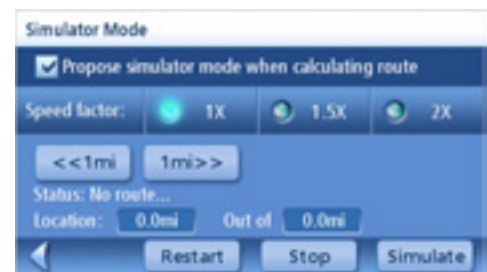 Simulator Mode
Propose simulator mode when calculating route
Speed factor: 1X 1.5X 2X
<<1mi 1mi>>
Status: No route...
Location: 0.0mi Out of 0.0mi
Restart Stop Simulate